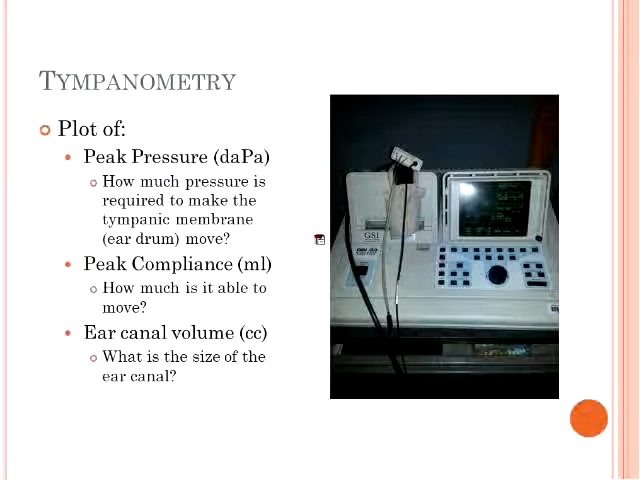 TYMPANOMETRY
Plot of:
Peak Pressure (daPa)
How much pressure is
required to make the
tympanic membrane
(ear drum) move?
Peak Compliance (ml)
How much is it able to
move?
Ear canal volume (cc)
What is the size of the
ear canal?
GSI